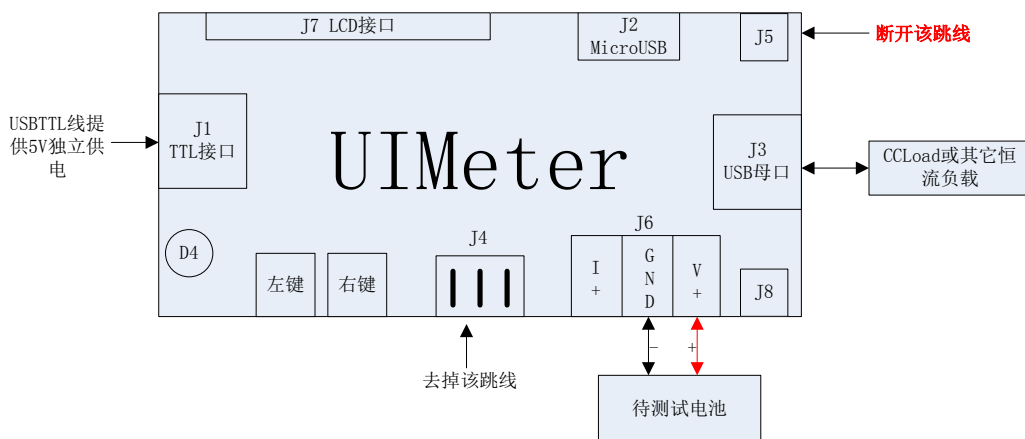 J7 LCD接口
J2
MicroUSB
J5
断开该跳线
USBTTL线提
供5V独立供
电
J1
TTL接口
UIMeter
J3
USB母口
CCLoad或其它恒
流负载
D4
左键
右键
J4
J6
I
+
G
N
D
V
+
J8
去掉该跳线
-
+
待测试电池